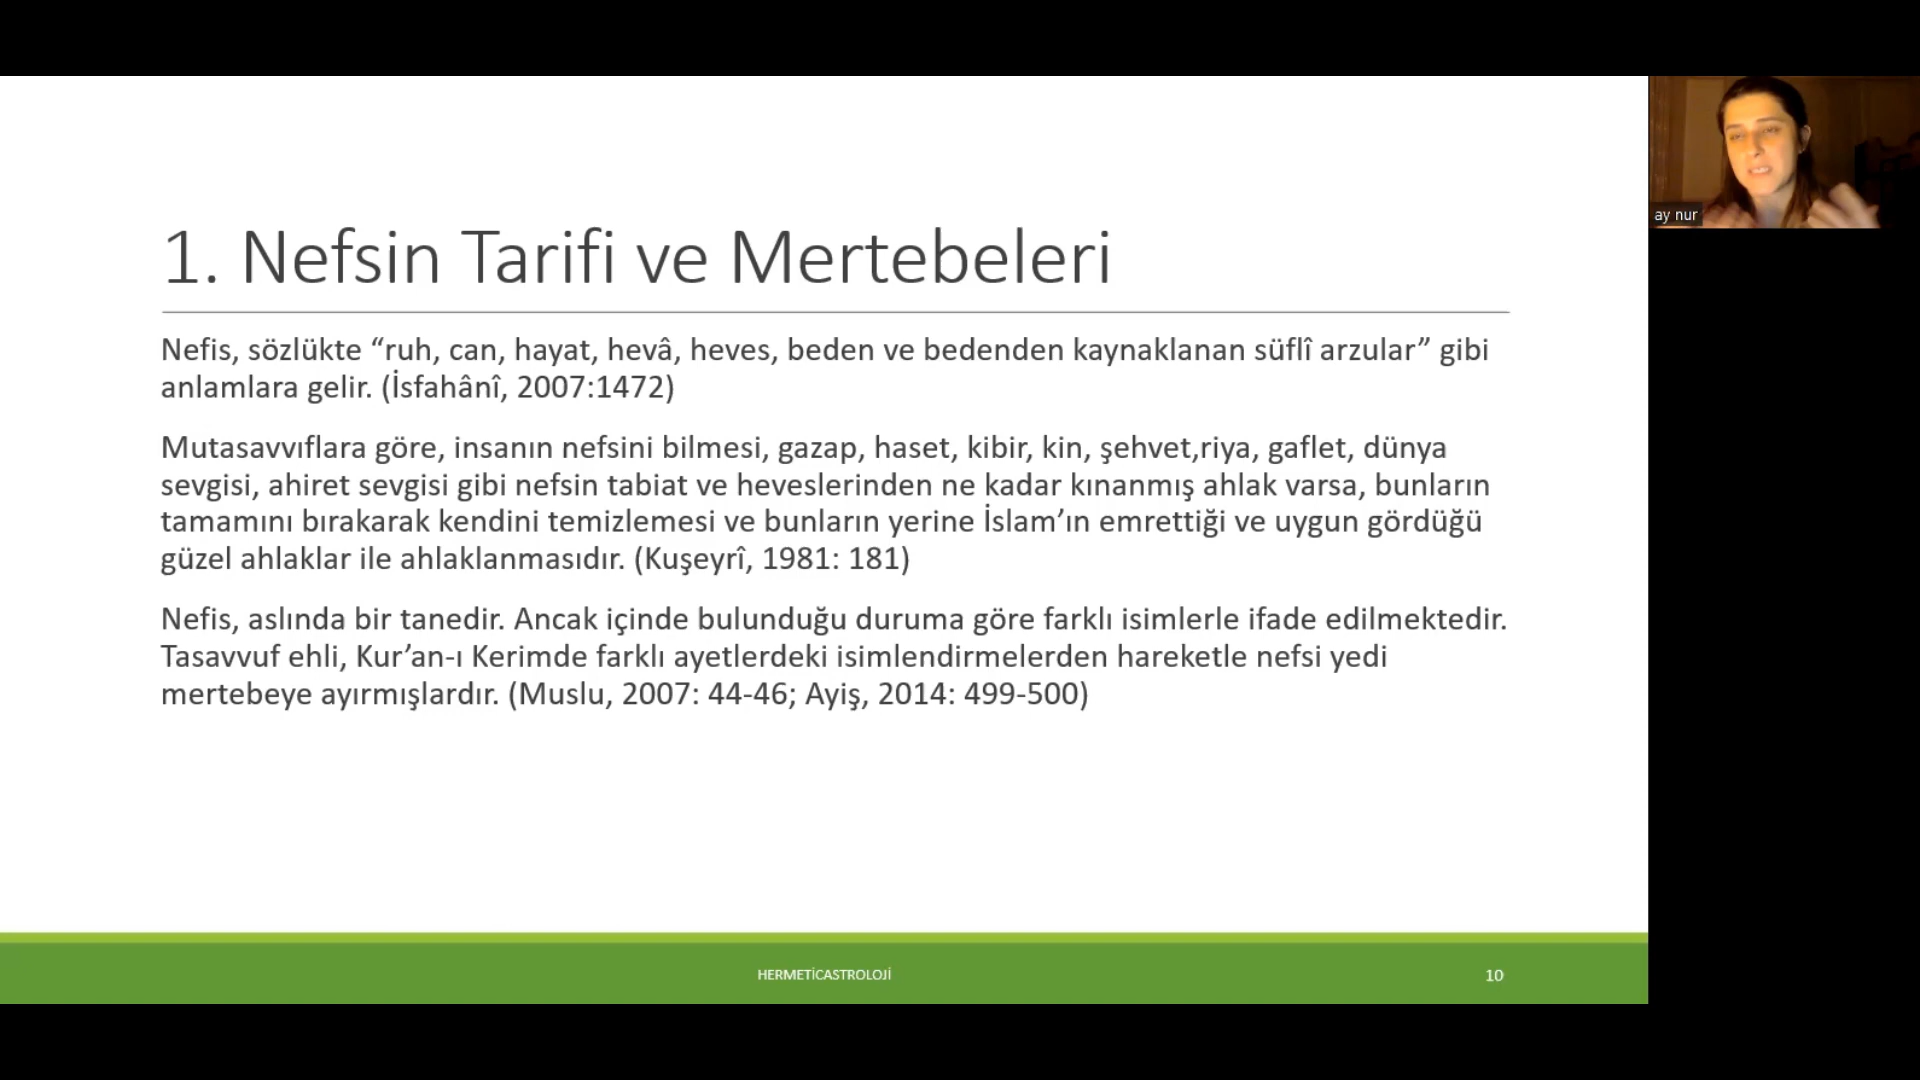 1. Nefsin Tarifi ve Mertebeleri
Nefis, sözlükte “ruh, can, hayat, hevâ, heves, beden ve bedenden kaynaklanan süflî arzular” gibi
anlamlara gelir. (İsfahânî, 2007:1472)
Mutasavvıflara göre, insanın nefsini bilmesi, gazap, haset, kibir, kin, şehvet,riya, gaflet, dünya
sevgisi, ahiret sevgisi gibi nefsin tabiat ve heveslerinden ne kadar kınanmış ahlak varsa, bunların
tamamını bırakarak kendini temizlemesi ve bunların yerine İslam’ın emrettiği ve uygun gördüğü
güzel ahlaklar ile ahlaklanmasıdır. (Kuşeyrî, 1981: 181)
Nefis, aslında bir tanedir. Ancak içinde bulunduğu duruma göre farklı isimlerle ifade edilmektedir.
Tasavvuf ehli, Kur’an-ı Kerimde farklı ayetlerdeki isimlendirmelerden hareketle nefsi yedi
mertebeye ayırmışlardır. (Muslu, 2007: 44-46; Ayiş, 2014: 499-500)
HERMETİCASTROLOJİ
10
ay nur